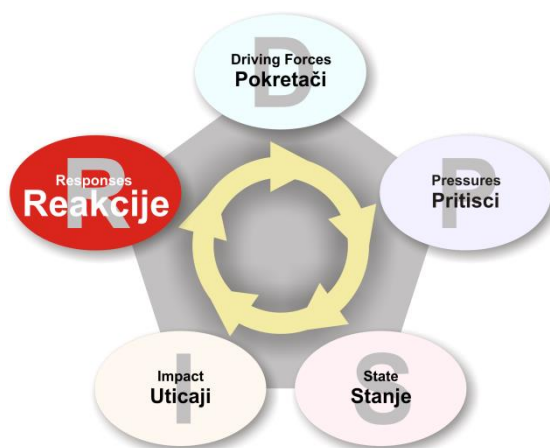 D
Driving Forces
Pokretači
P
Pressures
Pritisci
S
State
Stanje
I
Impact
Uticaji
R
Responses
Reakcije